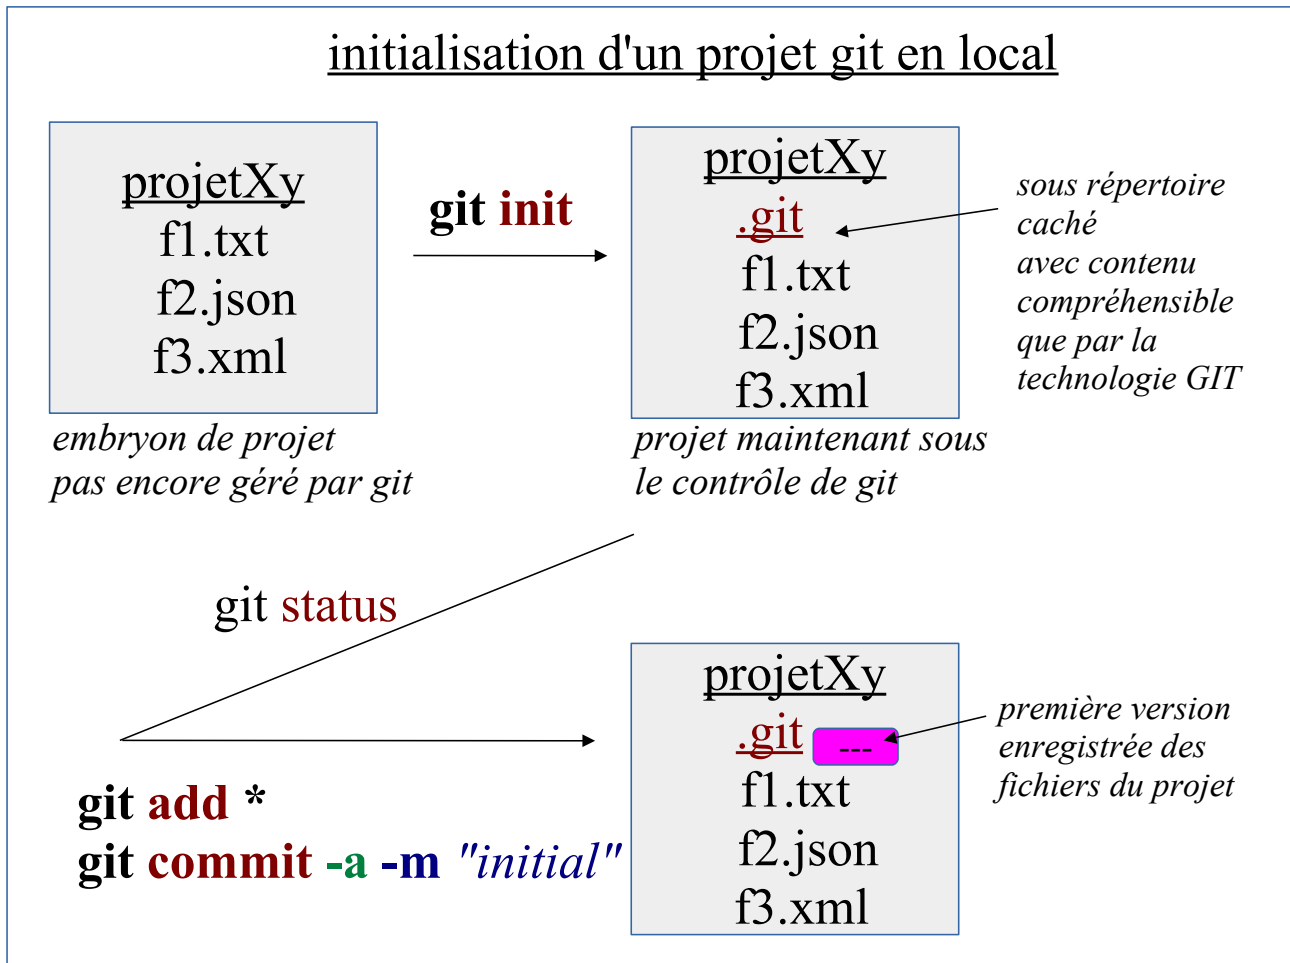 initialisation d'un projet git en local
projetXy
f1.txt
f2.json
f3.xml
embryon de projet
pas encore géré par git
git init
projetXy
.git
f1.txt
f2.json
f3.xml
projet maintenant sous
le contrôle de git
sous répertoire
caché
avec contenu
compréhensible
que par la
technologie GIT
git status
git add *
git commit -a -m "initial"
projetXy
.git ---
f1.txt
f2.json
f3.xml
première version
enregistrée des
fichiers du projet